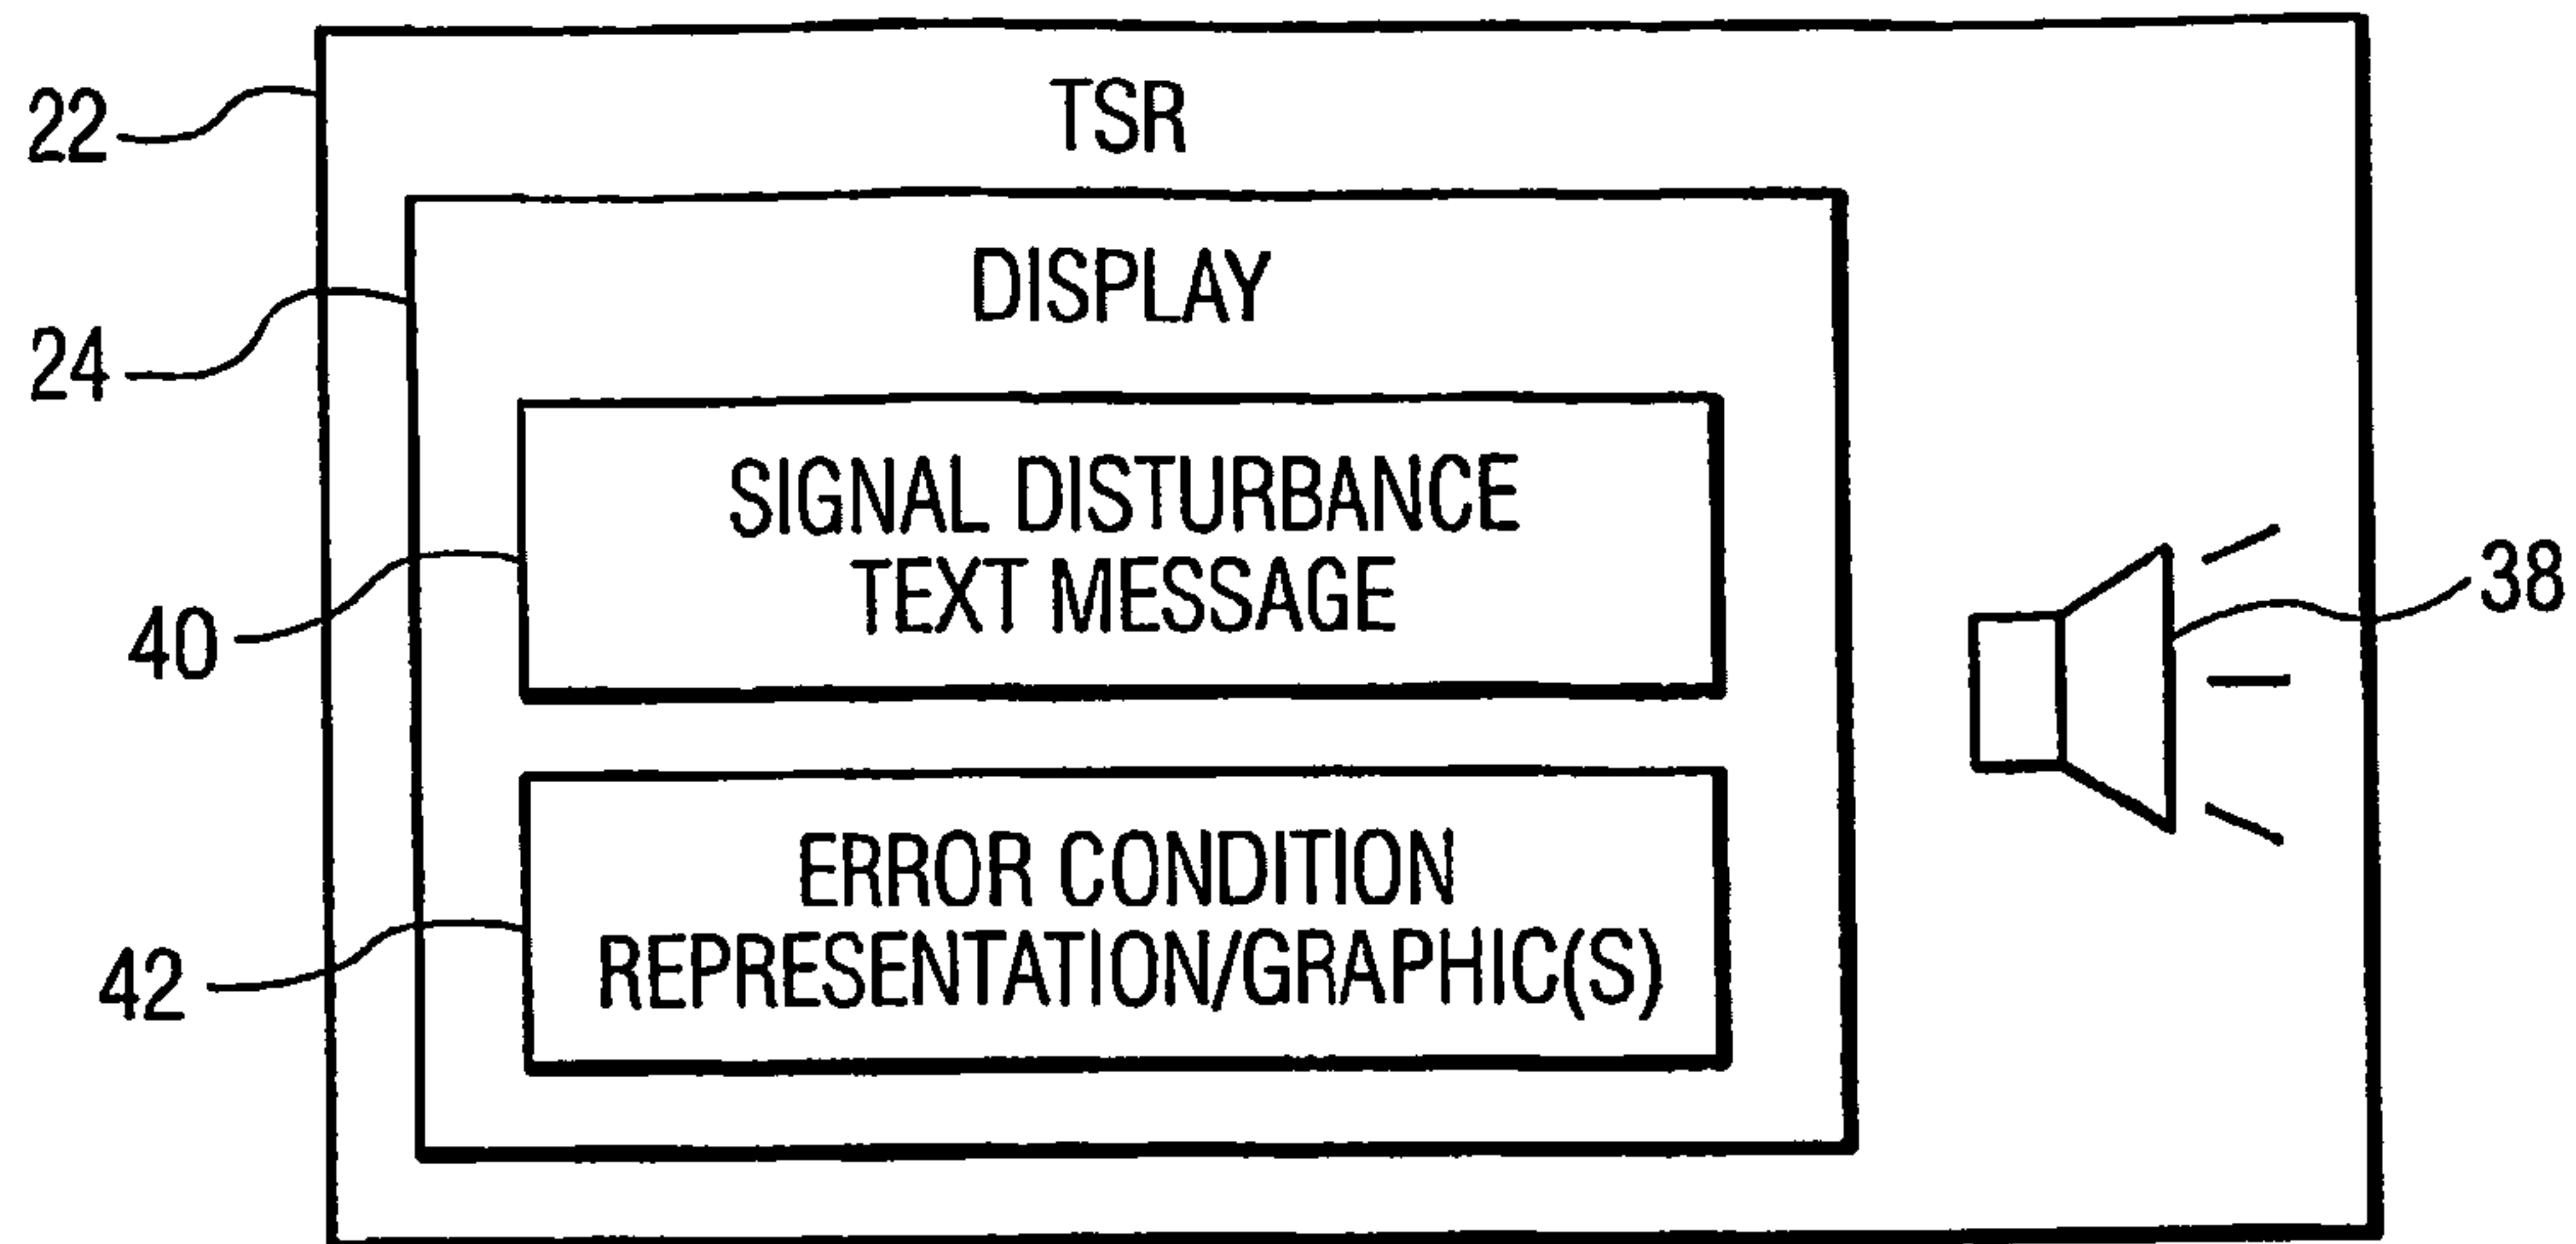 22
TSR
24
DISPLAY
40
SIGNAL DISTURBANCE
TEXT MESSAGE
38
42
ERROR CONDITION
REPRESENTATION/GRAPHIC(S)